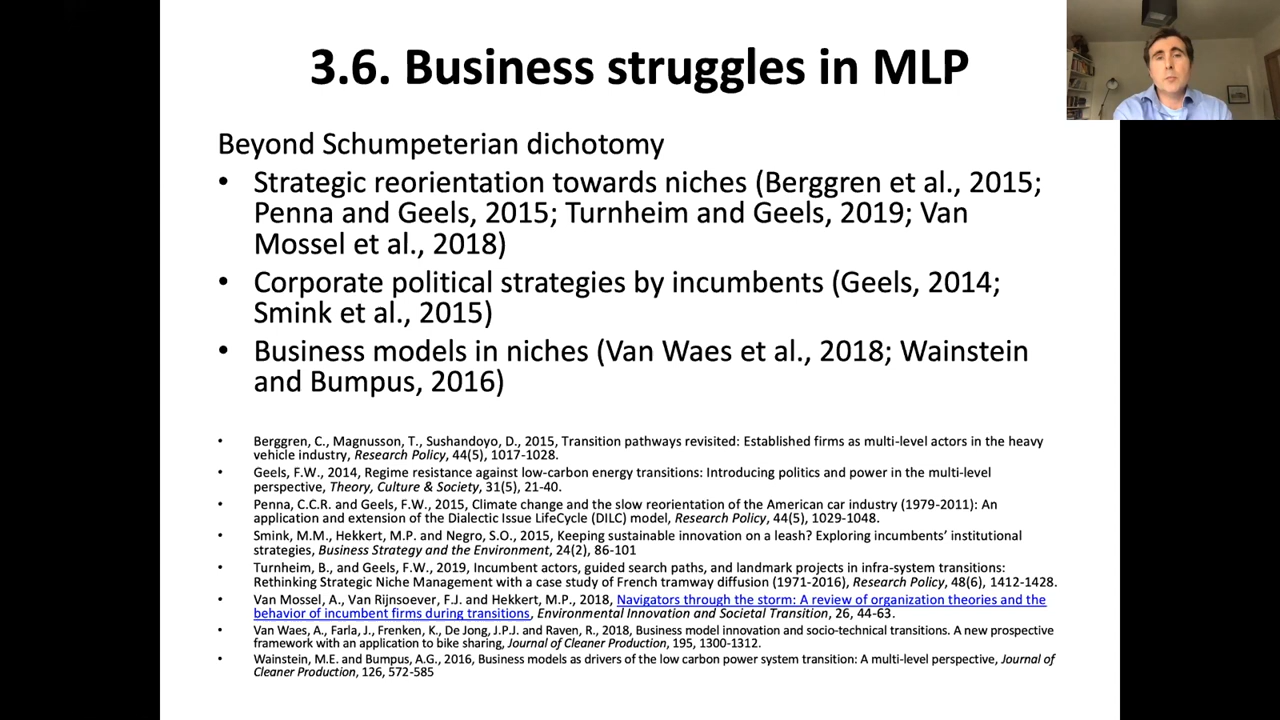 3.6. Business struggles in MLP
Beyond Schumpeterian dichotomy
• Strategic reorientation towards niches (Berggren et al., 2015;
Penna and Geels, 2015; Turnheim and Geels, 2019; Van
Mossel et al., 2018)
• Corporate political strategies by incumbents (Geels, 2014;
Smink et al., 2015)
• Business models in niches (Van Waes et al., 2018; Wainstein
and Bumpus, 2016)
• Berggren, C., Magnusson, T., Sushandoyo, D., 2015, Transition pathways revisited: Established firms as multi-level actors in the heavy
vehicle industry, Research Policy, 44(5), 1017-1028.
• Geels, F.W., 2014, Regime resistance against low-carbon energy transitions: Introducing politics and power in the multi-level
perspective, Theory, Culture & Society, 31(5), 21-40.
• Penna, C.C.R. and Geels, F.W., 2015, Climate change and the slow reorientation of the American car industry (1979-2011): An
application and extension of the Dialectic Issue LifeCycle (DILC) model, Research Policy, 44(5), 1029-1048.
• Smink, M.M., Hekkert, M.P. and Negro, S.O., 2015, Keeping sustainable innovation on a leash? Exploring incumbents’ institutional
strategies, Business Strategy and the Environment, 24(2), 86-101
• Turnheim, B., and Geels, F.W., 2019, Incumbent actors, guided search paths, and landmark projects in infra-system transitions:
Rethinking Strategic Niche Management with a case study of French tramway diffusion (1971-2016), Research Policy, 48(6), 1412-1428.
• Van Mossel, A., Van Rijnsoever, F.J. and Hekkert, M.P., 2018, Navigators through the storm: A review of organization theories and the
behavior of incumbent firms during transitions, Environmental Innovation and Societal Transition, 26, 44-63.
• Van Waes, A., Farla, J., Frenken, K., De Jong, J.P.J. and Raven, R., 2018, Business model innovation and socio-technical transitions. A new prospective
framework with an application to bike sharing, Journal of Cleaner Production, 195, 1300-1312.
• Wainstein, M.E. and Bumpus, A.G., 2016, Business models as drivers of the low carbon power system transition: A multi-level perspective, Journal of
Cleaner Production, 126, 572-585